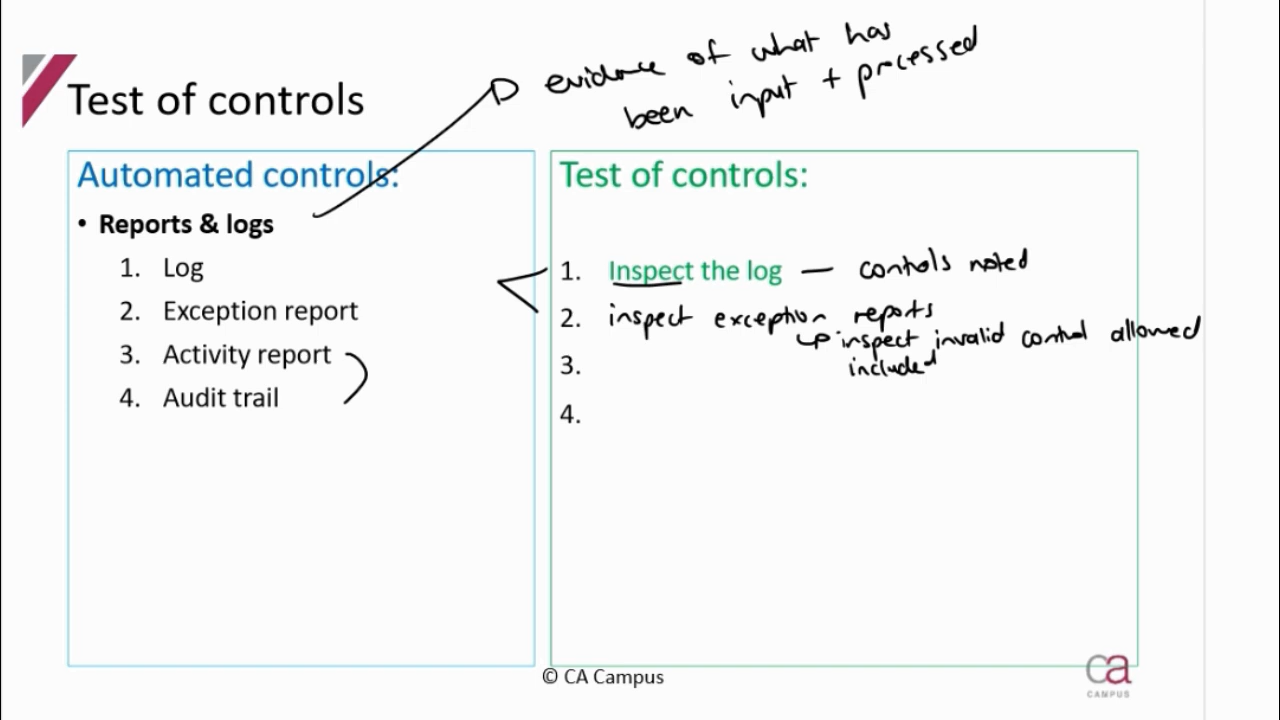 evidence of what has
been input + processed
Test of controls
Automated controls:
• Reports & logs
1. Log
2. Exception report
3. Activity report
4. Audit trail
Test of controls:
1. Inspect the log — controls noted
2. inspect exception reports
↳ inspect invalid control allowed
included
3.
4.
© CA Campus
ca
CAMPUS